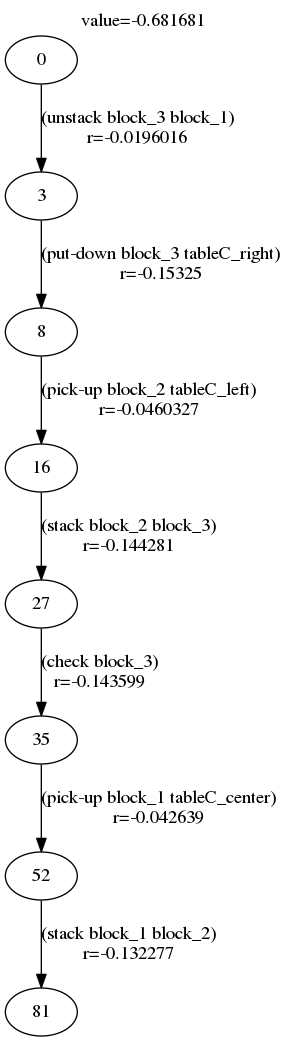 value=-0.681681
0
(unstack block_3 block_1)
r=-0.0196016
3
(put-down block_3 tableC_right)
r=-0.15325
8
(pick-up block_2 tableC_left)
r=-0.0460327
16
(stack block_2 block_3)
r=-0.144281
27
(check block_3)
r=-0.143599
35
(pick-up block_1 tableC_center)
r=-0.042639
52
(stack block_1 block_2)
r=-0.132277
81